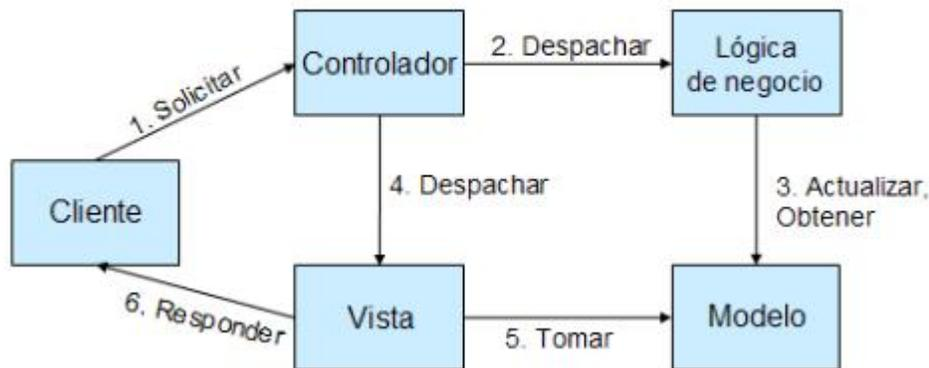 Controlador
2. Despachar
Lógica
de negocio
1. Solicitar
Cliente
4. Despachar
3. Actualizar,
Obtener
6, Responder
Vista
5. Tomar
Modelo